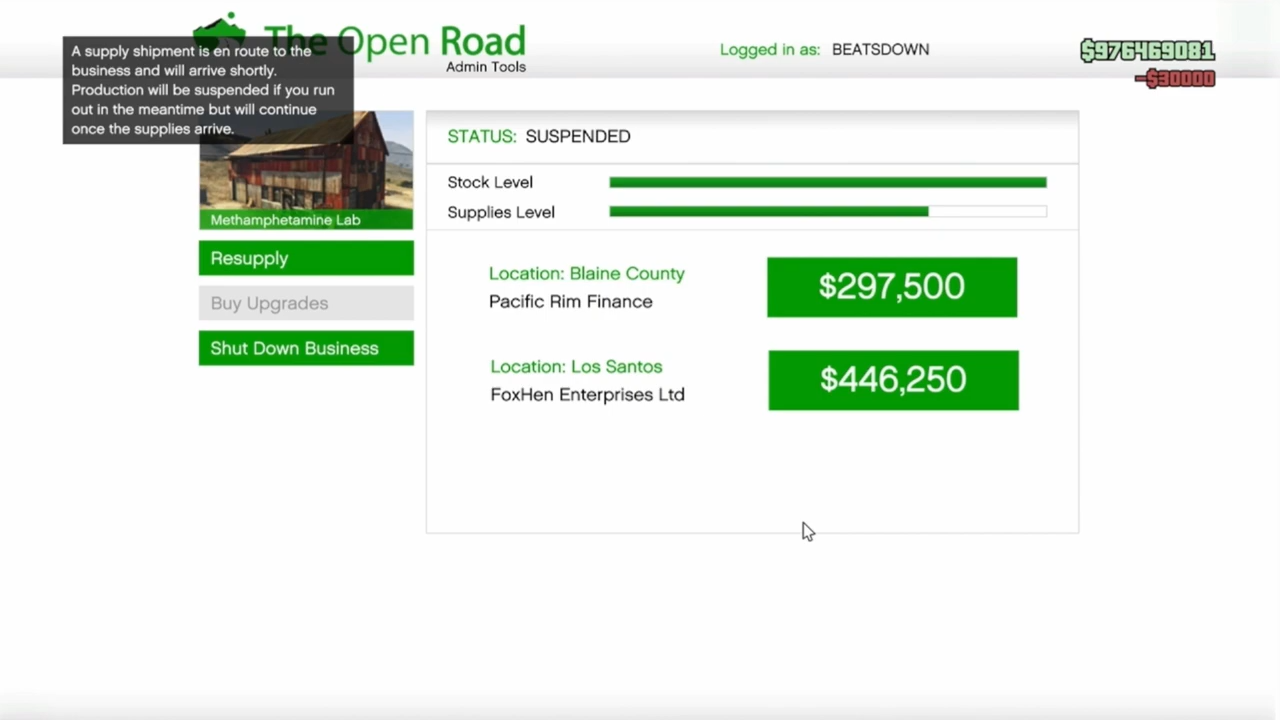 The Open Road
Admin Tools
A supply shipment is en route to the
business and will arrive shortly.
Production will be suspended if you run
out in the meantime but will continue
once the supplies arrive.
Logged in as: BEATSDOWN
$976469081
-$30000
Methamphetamine Lab
Resupply
Buy Upgrades
Shut Down Business
STATUS: SUSPENDED
Stock Level
Supplies Level
Location: Blaine County
Pacific Rim Finance
$297,500
Location: Los Santos
FoxHen Enterprises Ltd
$446,250